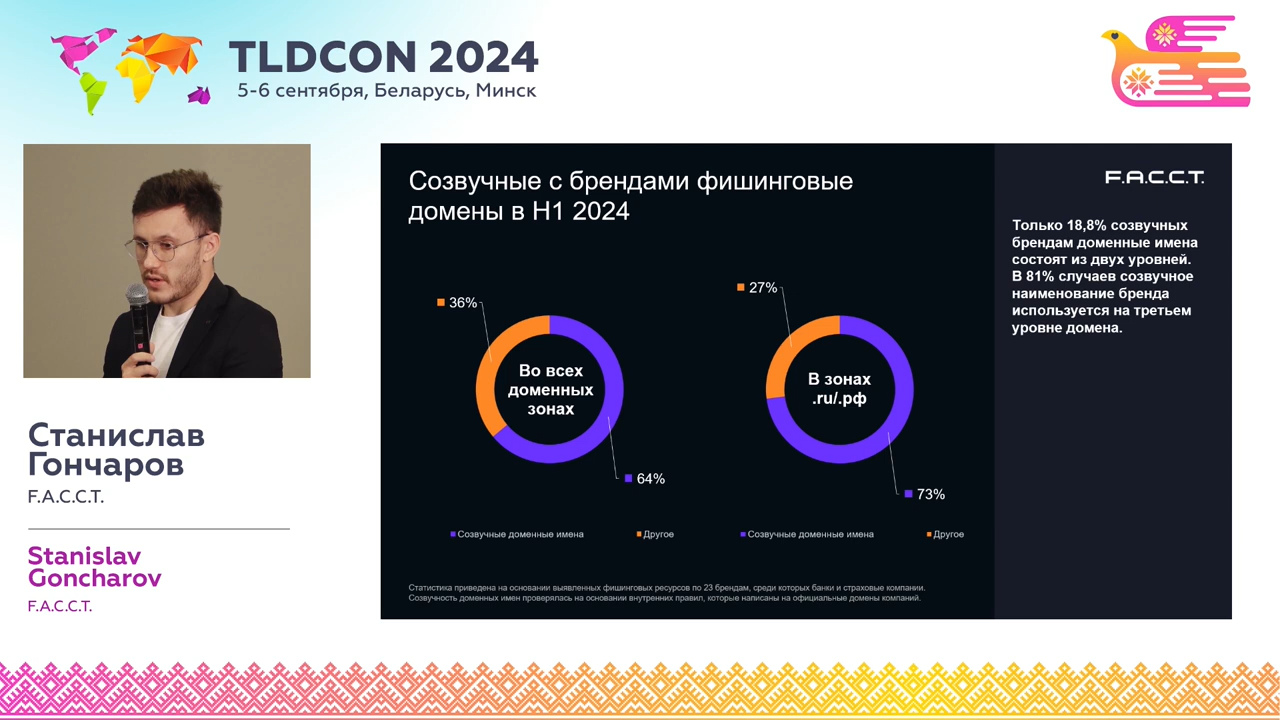 TLDCON 2024
5-6 сентября, Беларусь, Минск
Станислав
Гончаров
F.A.C.C.T.
Stanislav
Goncharov
F.A.C.C.T.
Созвучные с брендами фишинговые
домены в H1 2024
36%
Во всех
доменных
зонах
64%
Созвучные доменные имена
Другое
27%
В зонах
.ru/.рф
73%
Созвучные доменные имена
Другое
Статистика приведена на основании выявленных фишинговых ресурсов по 23 брендам, среди которых банки и страховые компании.
Созвучность доменных имен проверялась на основании внутренних правил, которые написаны на официальные домены компаний.
F.A.C.C.T.
Только 18,8% созвучных
брендам доменные имена
состоят из двух уровней.
В 81% случаев созвучное
наименование бренда
используется на третьем
уровне домена.